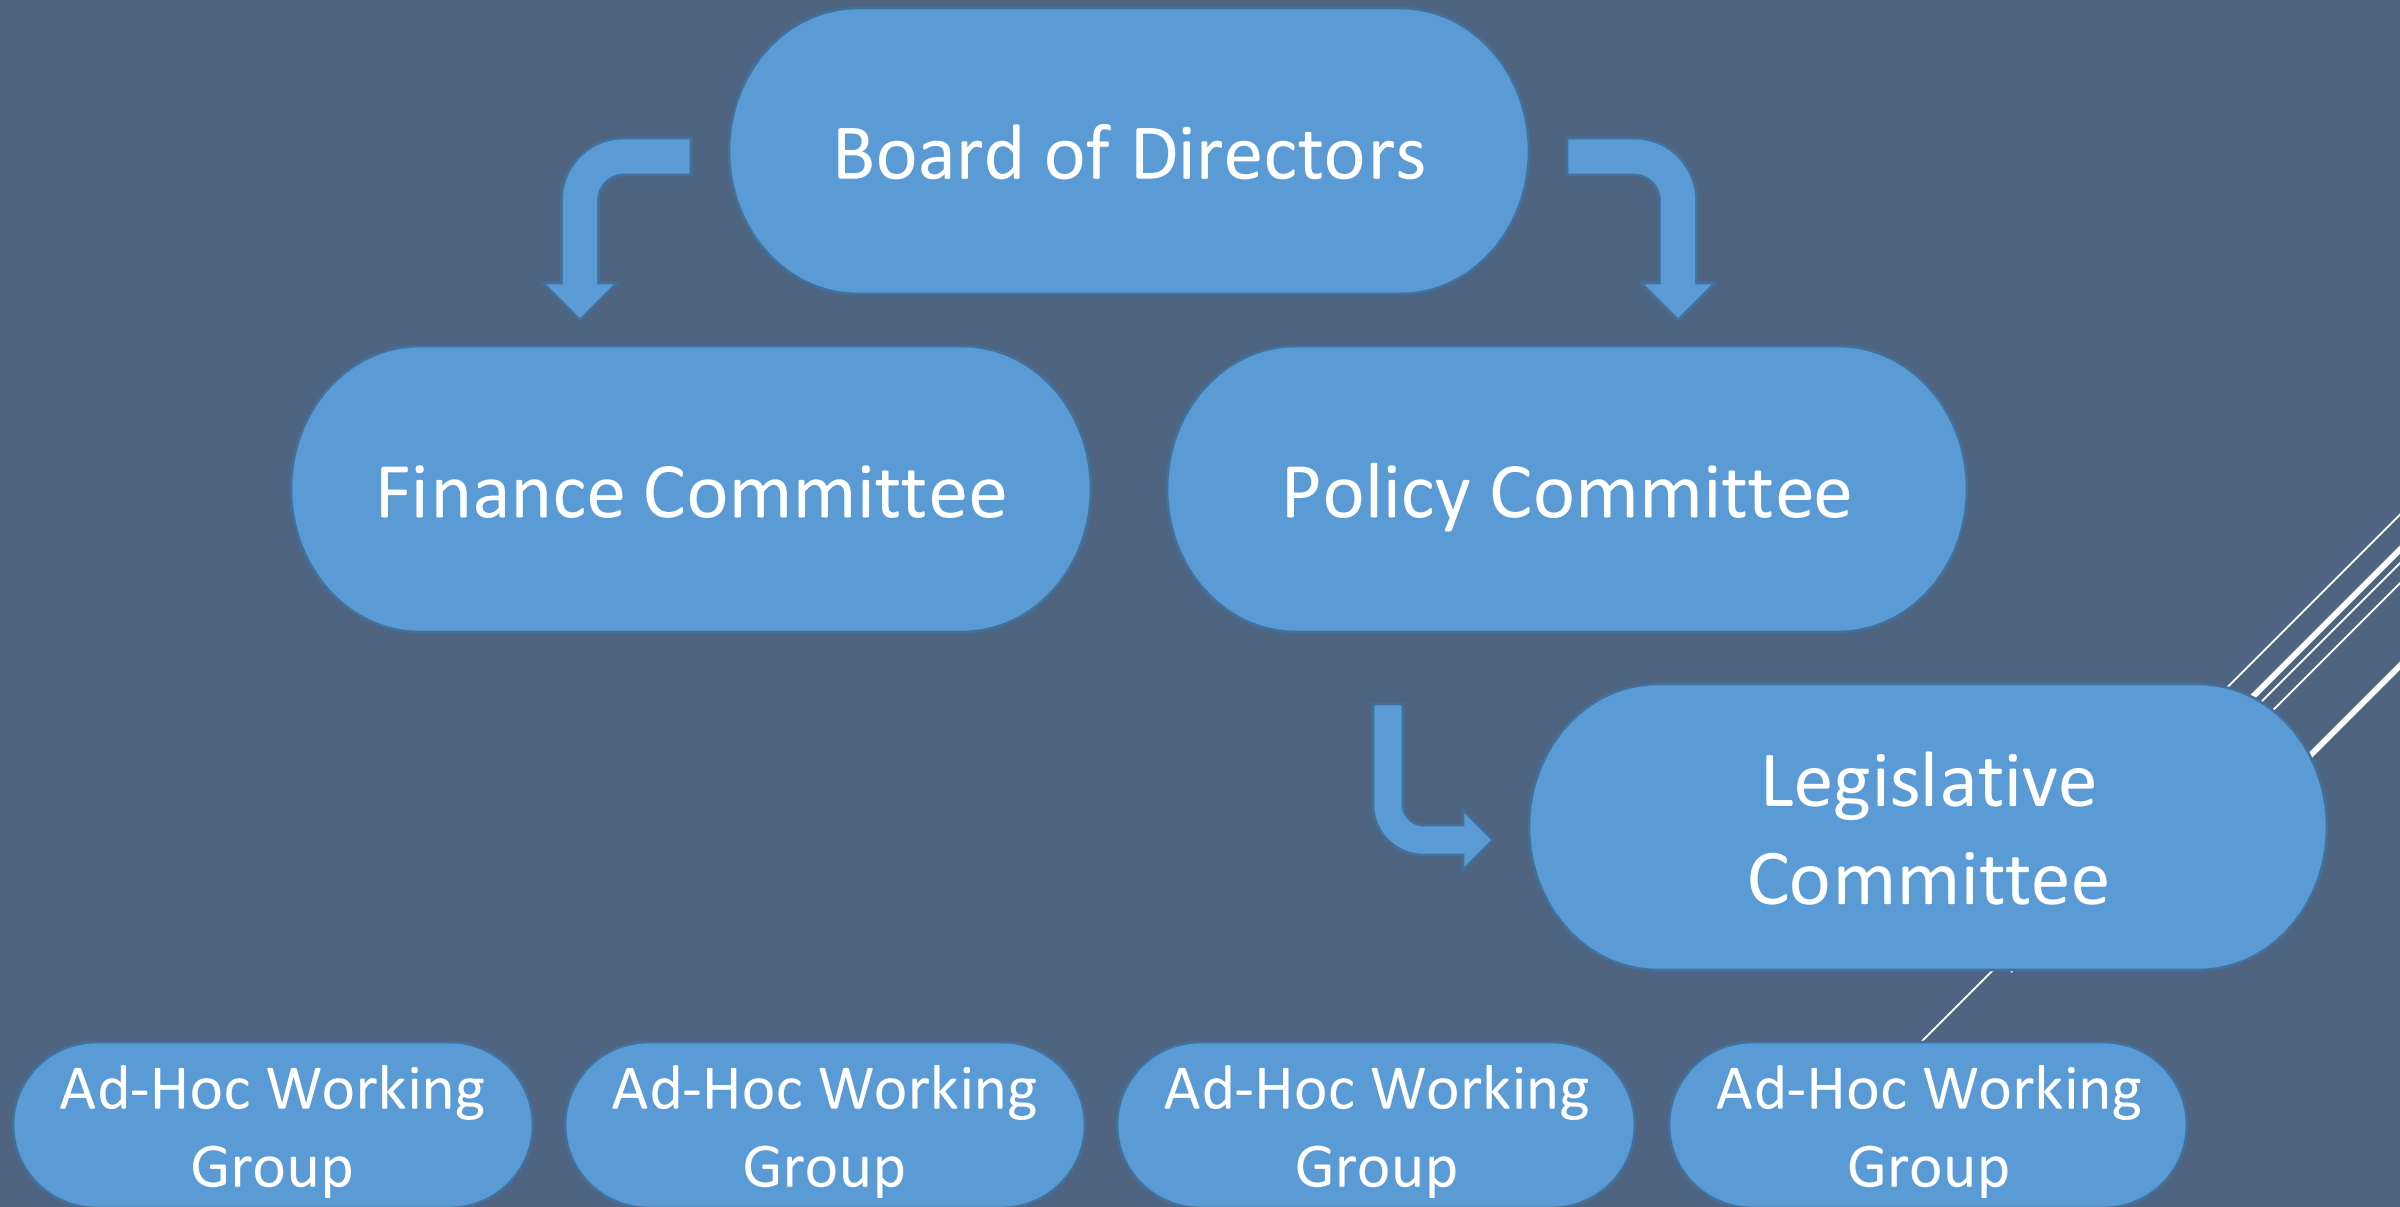 Board of Directors
Finance Committee
Policy Committee
Legislative
Committee
Ad-Hoc Working
Group
Ad-Hoc Working
Group
Ad-Hoc Working
Group
Ad-Hoc Working
Group